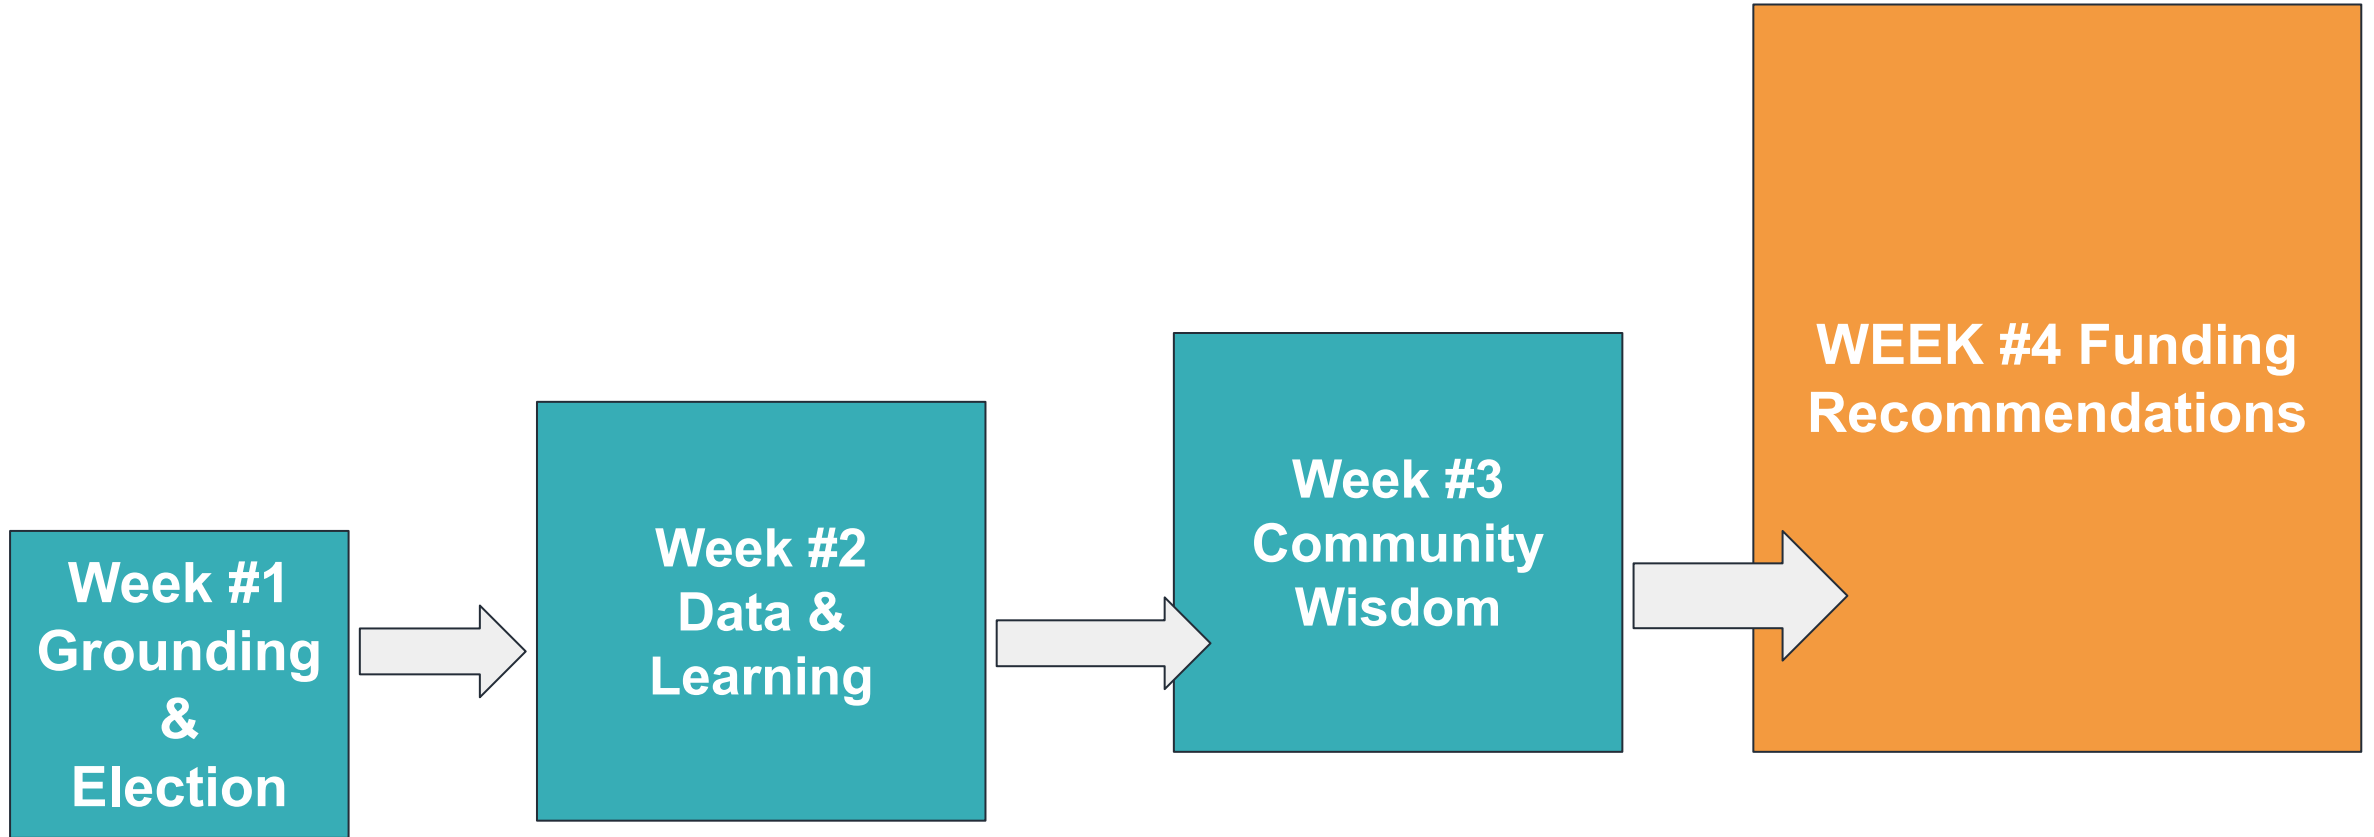 Week #1
Grounding
&
Election
Week #2
Data &
Learning
Week #3
Community
Wisdom
WEEK #4 Funding
Recommendations